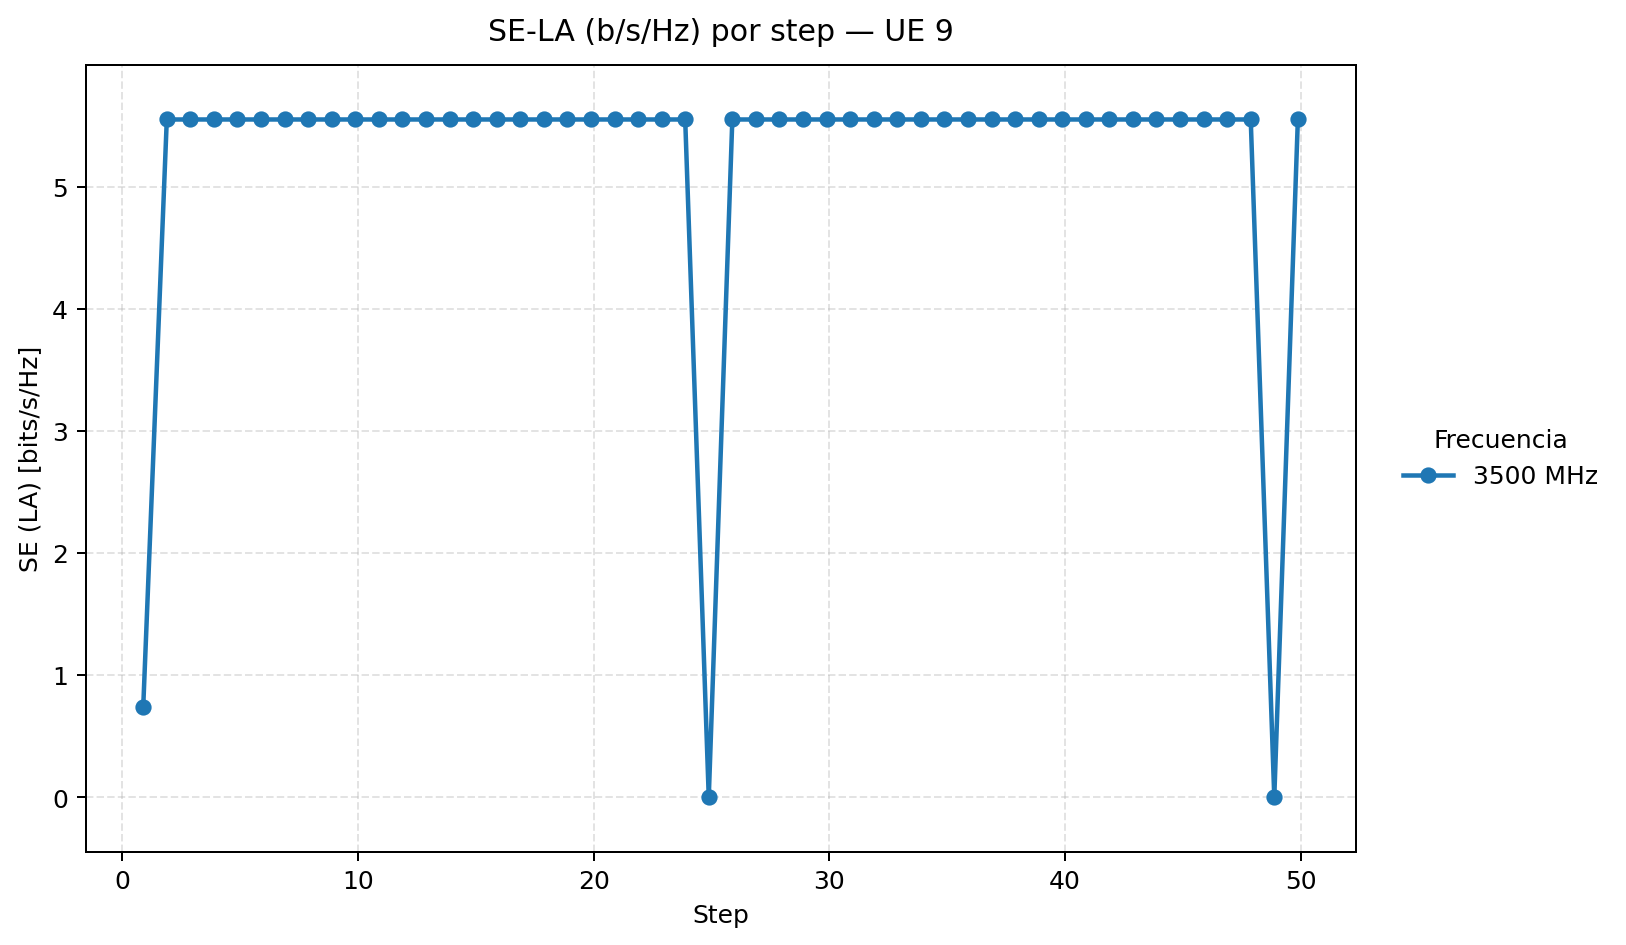 SE-LA (b/s/Hz) por step — UE 9
SE (LA) [bits/s/Hz]
5
4
3
2
1
0
0 10 20 30 40 50
Step
Frecuencia
3500 MHz